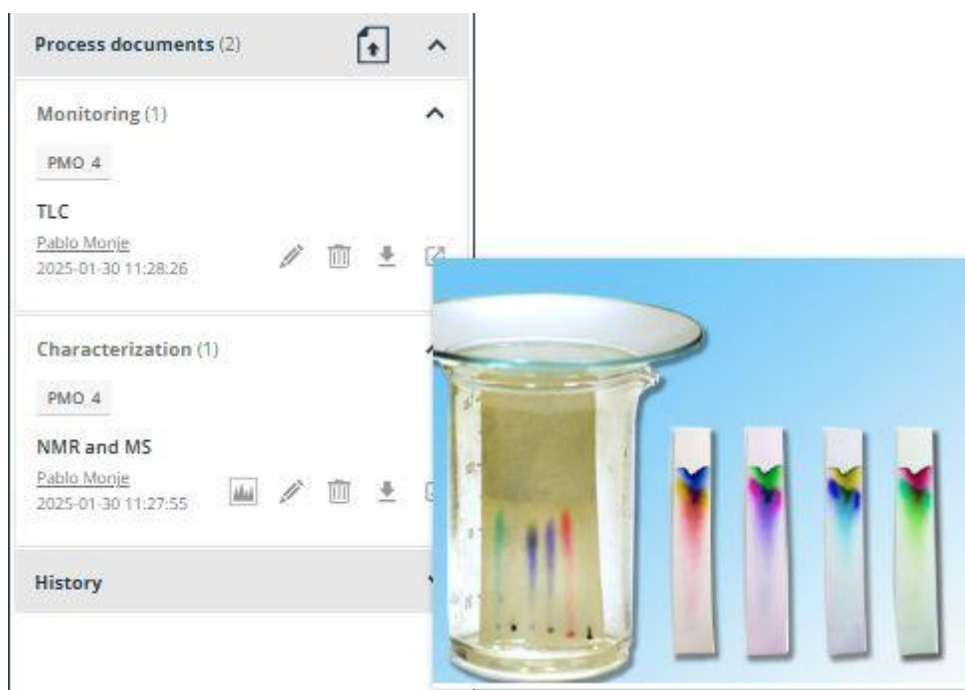 Process documents (2)
Monitoring (1)
PMO 4
TLC
Pablo Monje
2025-01-30 11:28:26
Characterization (1)
PMO 4
NMR and MS
Pablo Monje
2025-01-30 11:27:55
History